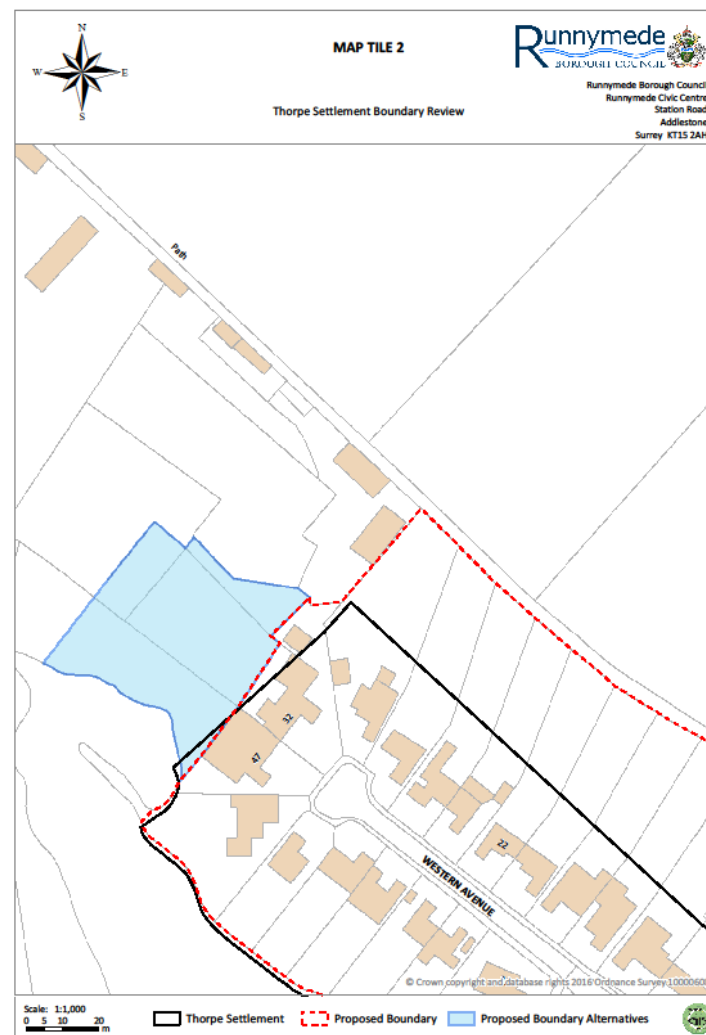 N
W
E
S
MAP TILE 2
Thorpe Settlement Boundary Review
Runnymede
BOROUGH COUNCIL
Runnymede Borough Council
Runnymede Civic Centre
Station Road
Addlestone
Surrey KT15 2AH
Path
32
47
22
WESTERN AVENUE
© Crown copyright and database rights 2016 Ordnance Survey 10000608
Scale: 1:1,000
0 5 10 20
m
Thorpe Settlement
Proposed Boundary
Proposed Boundary Alternatives